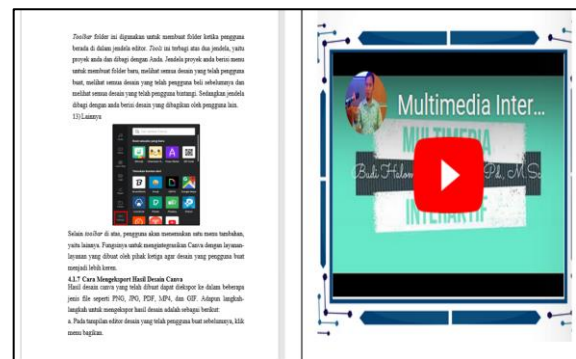 Toolbar folder ini digunakan untuk membuat folder ketika pengguna
berada di dalam jendela editor. Tools ini terbagi atas dua jendela, yaitu
proyek anda dan dibagi dengan Anda. Jendela proyek anda berisi menu
untuk membuat folder baru, melihat semua desain yang telah pengguna
buat, melihat semua desain yang telah pengguna beli sebelumnya dan
melihat semua desain yang telah pengguna bintangi. Sedangkan jendela
dibagi dengan anda berisi desain yang dibagikan oleh pengguna lain.
13) Lainnya
Selain toolbar di atas, pengguna akan menemukan satu menu tambahan,
yaitu lainnya. Fungsinya untuk mengintegrasikan Canva dengan layanan-
layanan yang dibuat oleh pihak ketiga agar desain yang pengguna buat
menjadi lebih keren.
4.1.7 Cara Mengeksport Hasil Desain Canva
Hasil desain canva yang telah dibuat dapat diekspor ke dalam beberapa
jenis file seperti PNG, JPG, PDF, MP4, dan GIF. Adapun langkah-
langkah untuk mengekspor hasil desain adalah sebagai berikut:
a. Pada tampilan editor desain yang telah pengguna buat sebelumnya, klik
menu bagikan.
Multimedia Inter...
MULTIMEDIA
Budi Halom Pd., M.Sc
INTERAKTIF